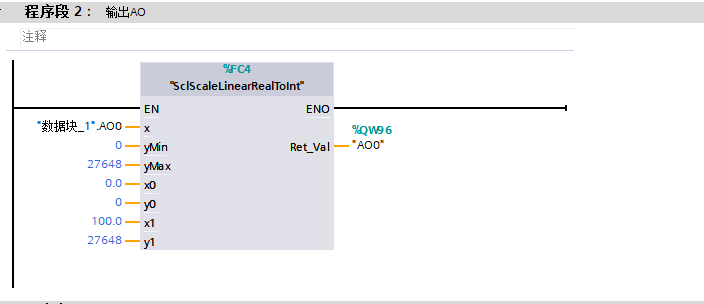 程序段 2： 输出AO
注释
%FC4
"SclScaleLinearRealToInt"
EN ENO
"数据块_1".AO0 x
%QW96
0 yMin Ret_Val "AO0"
27648 yMax
0.0 x0
0 y0
100.0 x1
27648 y1